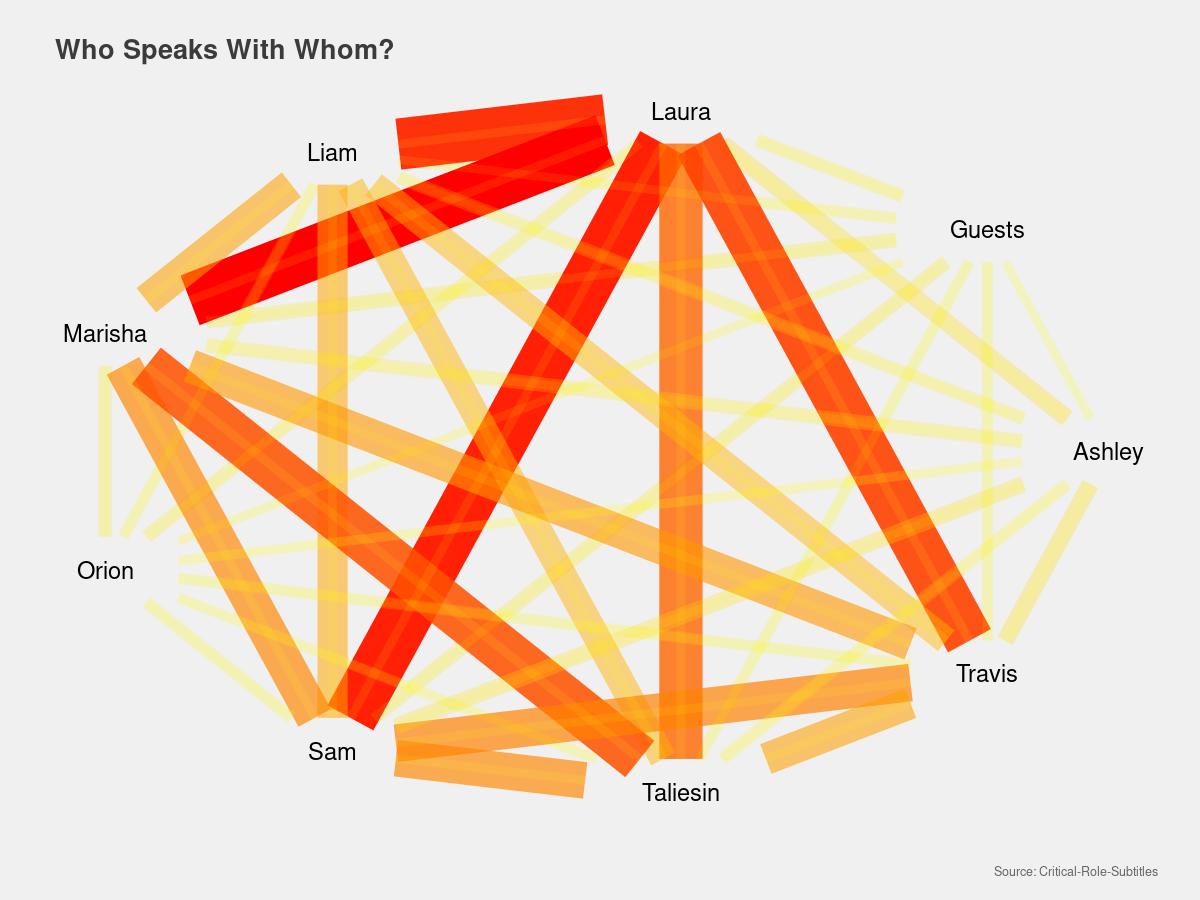 Who Speaks With Whom?
Laura
Liam
Guests
Marisha
Ashley
Orion
Travis
Sam
Taliesin
Source: Critical-Role-Subtitles